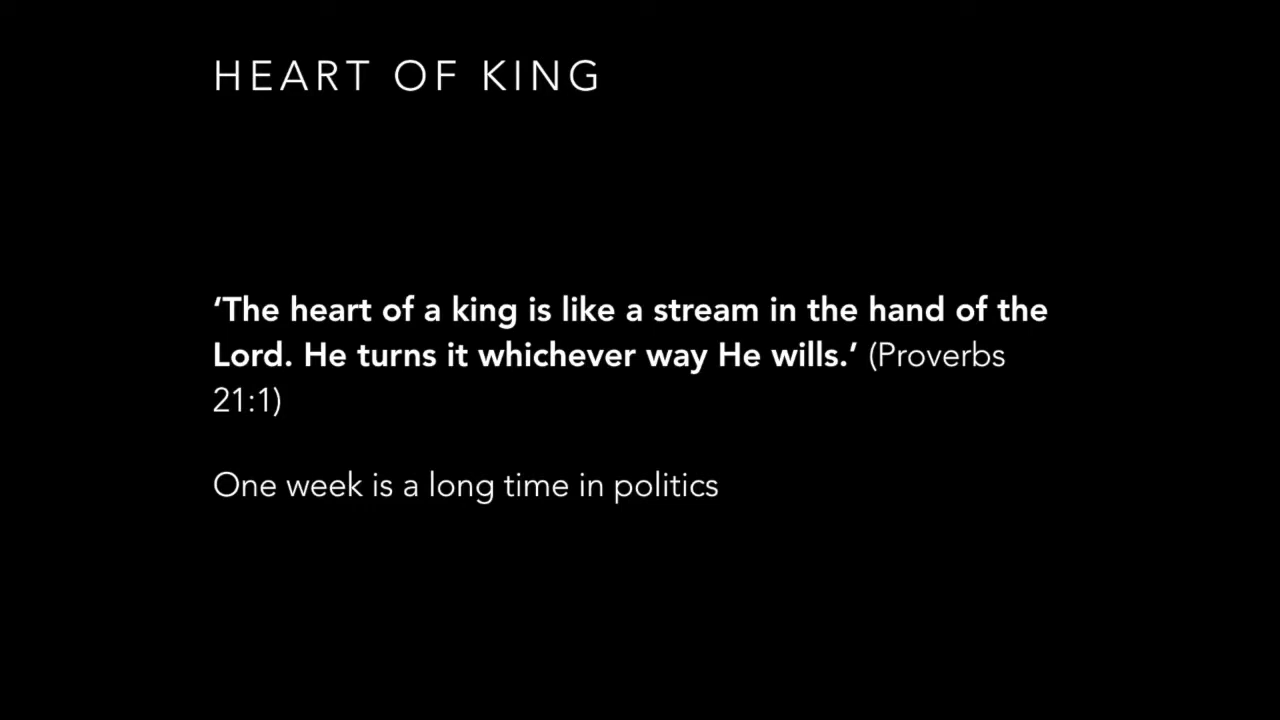 HEART OF KING
‘The heart of a king is like a stream in the hand of the
Lord. He turns it whichever way He wills.’ (Proverbs
21:1)
One week is a long time in politics